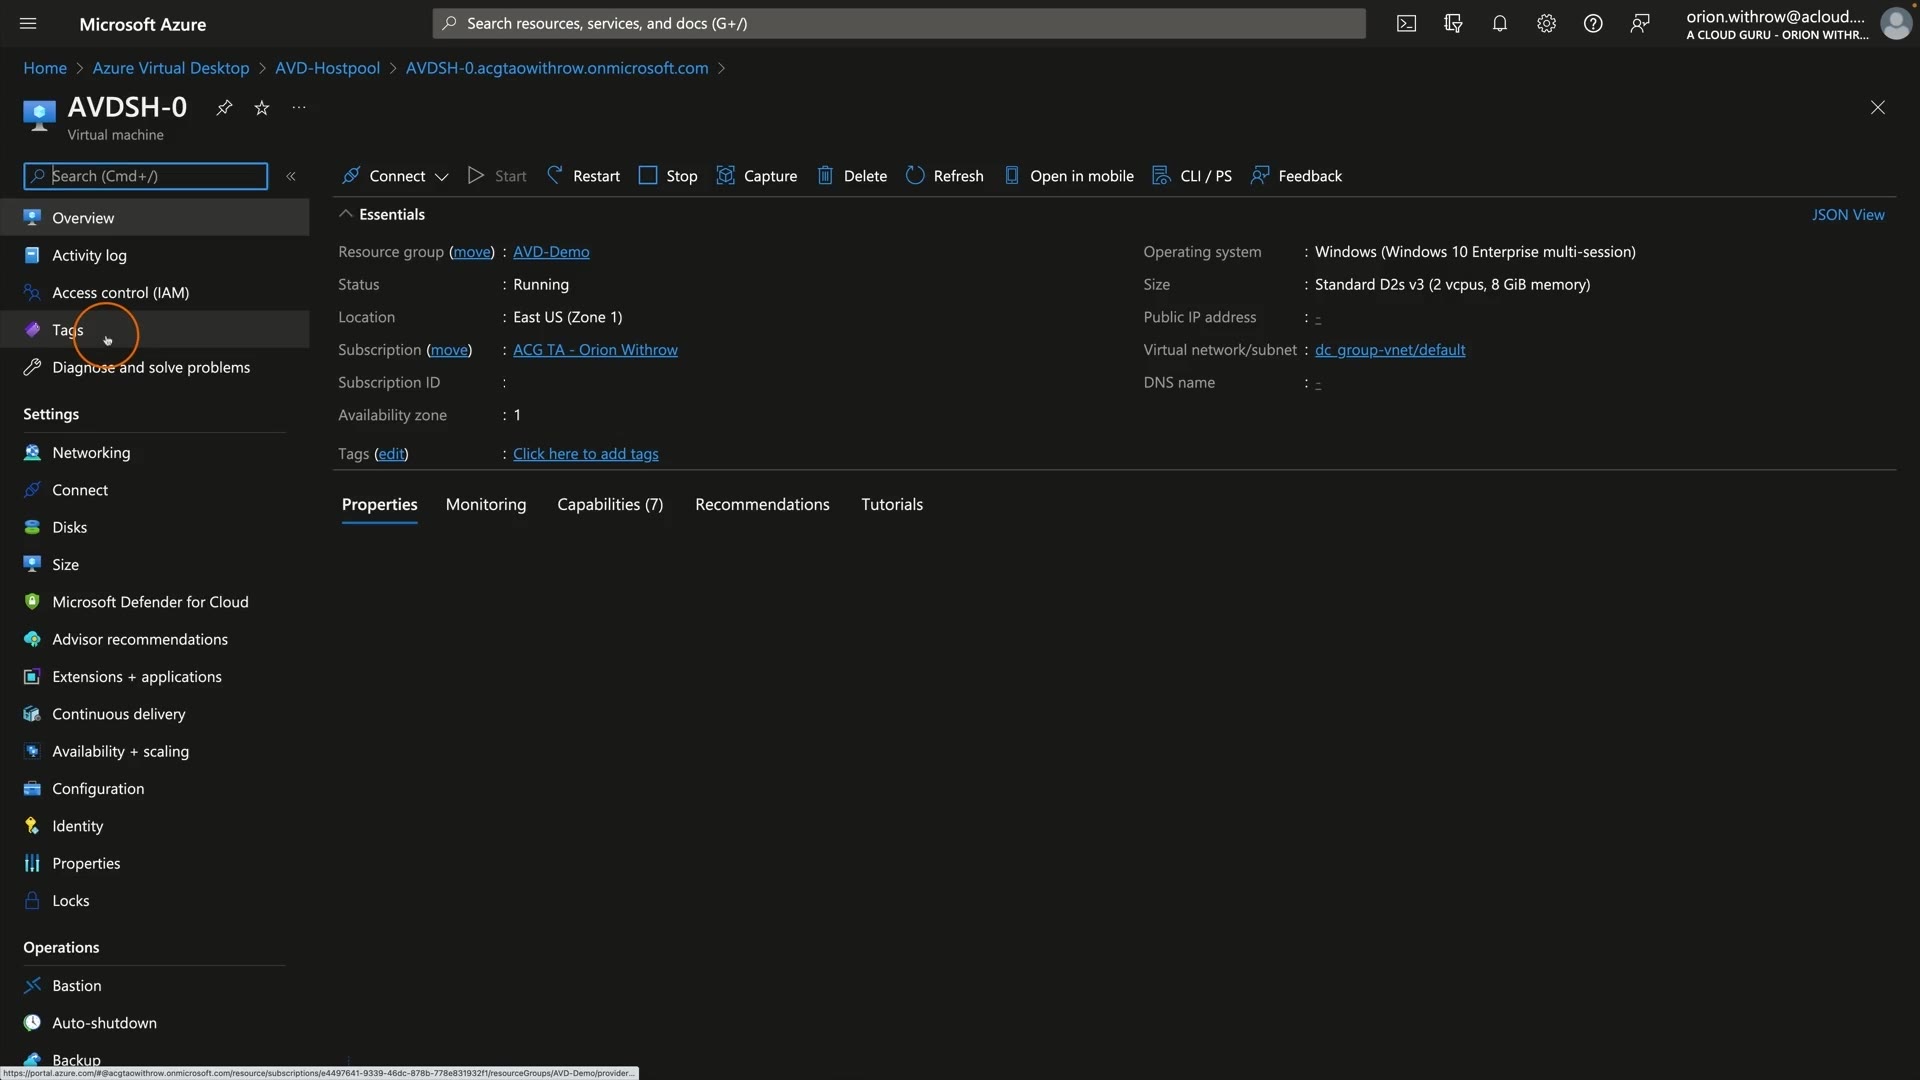 Microsoft Azure
Search resources, services, and docs (G+/)
orion.withrow@acloud....
A CLOUD GURU - ORION WITHR...
Home > Azure Virtual Desktop > AVD-Hostpool > AVDSH-0.acgtaowithrow.onmicrosoft.com >
AVDSH-0
...
Virtual machine
Search (Cmd+/)
«
Connect
Start
Restart
Stop
Capture
Delete
Refresh
Open in mobile
CLI / PS
Feedback
Overview
Activity log
Access control (IAM)
Tags
Diagnose and solve problems
Settings
Networking
Connect
Disks
Size
Microsoft Defender for Cloud
Advisor recommendations
Extensions + applications
Continuous delivery
Availability + scaling
Configuration
Identity
Properties
Locks
Operations
Bastion
Auto-shutdown
Backup
Essentials
JSON View
Resource group (move) : AVD-Demo
Status : Running
Location : East US (Zone 1)
Subscription (move) : ACG TA - Orion Withrow
Subscription ID :
Availability zone : 1
Tags (edit) : Click here to add tags
Operating system : Windows (Windows 10 Enterprise multi-session)
Size : Standard D2s v3 (2 vcpus, 8 GiB memory)
Public IP address : -
Virtual network/subnet : dc_group-vnet/default
DNS name : -
Properties
Monitoring
Capabilities (7)
Recommendations
Tutorials
https://portal.azure.com/#@acgtaowithrow.onmicrosoft.com/resource/subscriptions/e4497641-9339-46dc-878b-778e831932f1/resourceGroups/AVD-Demo/provider...